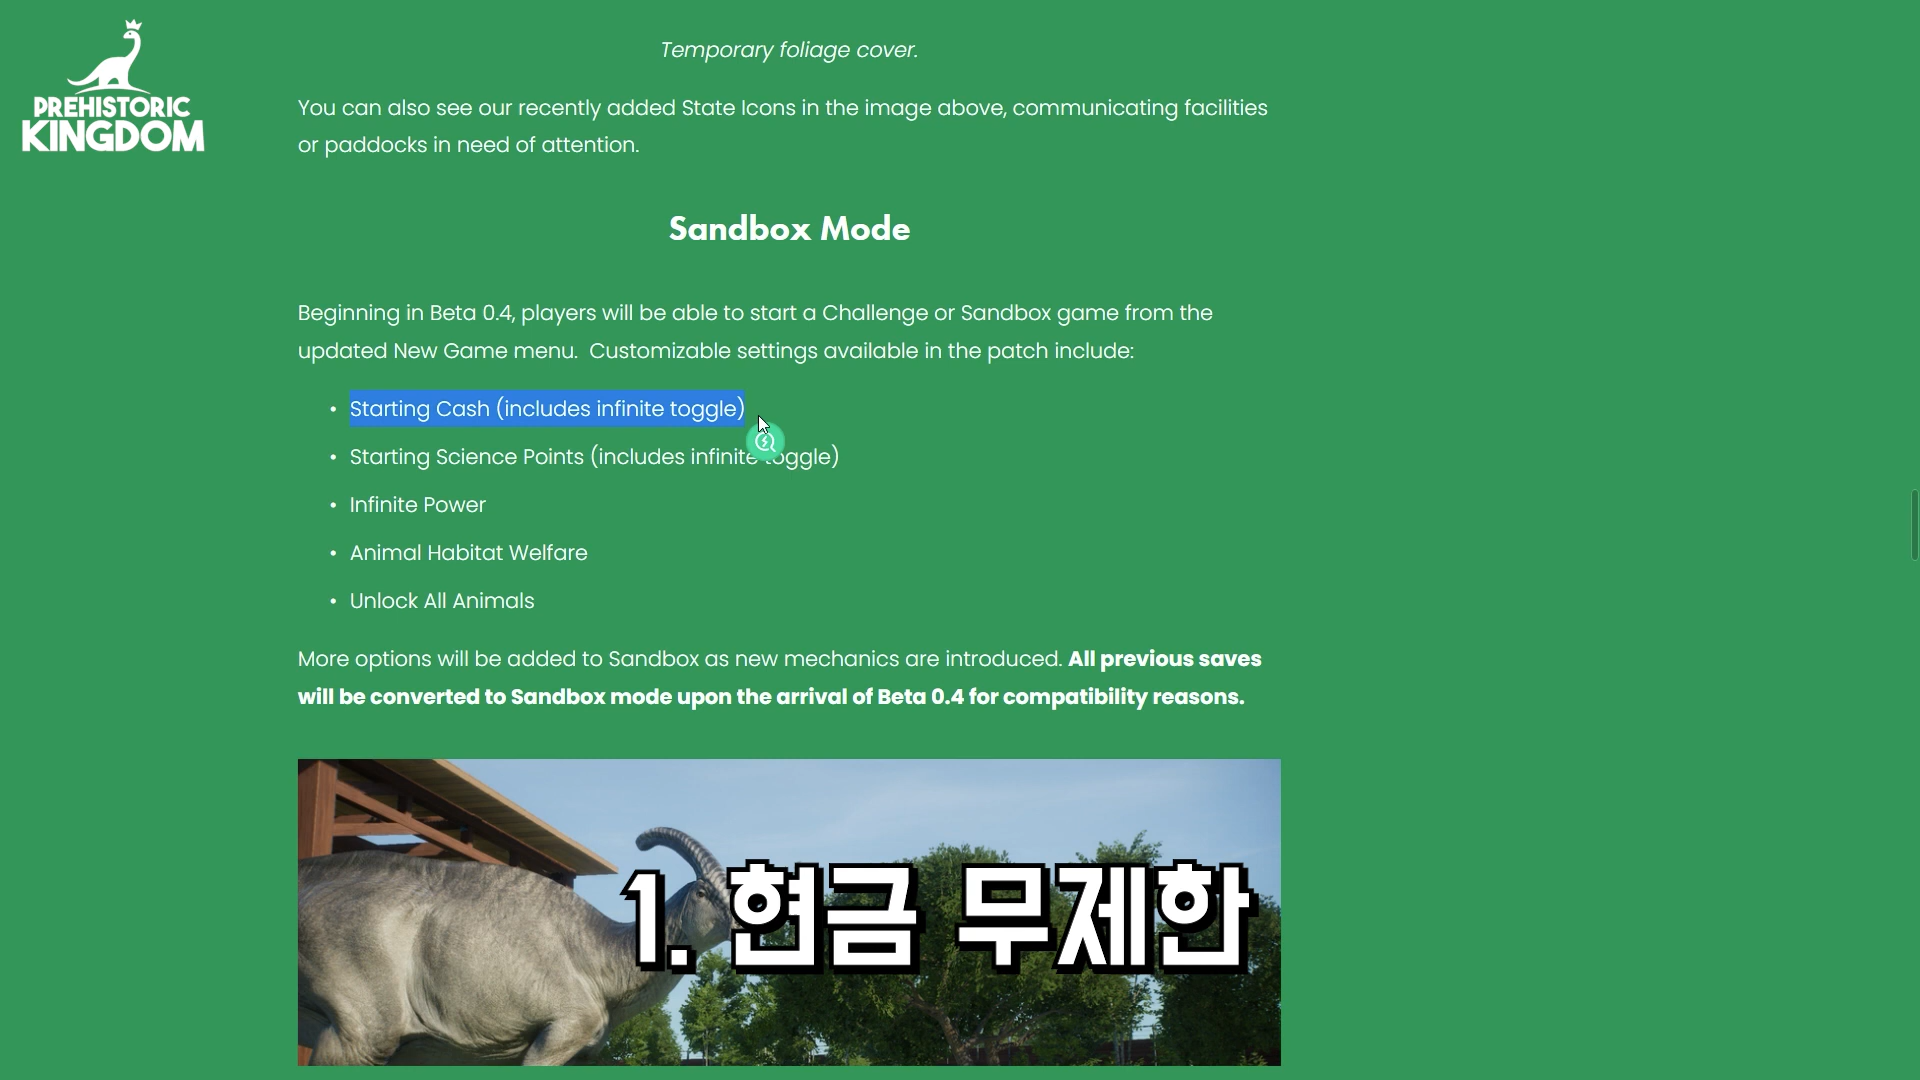 PREHISTORIC
KINGDOM
Temporary foliage cover.
You can also see our recently added State Icons in the image above, communicating facilities
or paddocks in need of attention.
Sandbox Mode
Beginning in Beta 0.4, players will be able to start a Challenge or Sandbox game from the
updated New Game menu.  Customizable settings available in the patch include:
• Starting Cash (includes infinite toggle)
• Starting Science Points (includes infinite toggle)
• Infinite Power
• Animal Habitat Welfare
• Unlock All Animals
More options will be added to Sandbox as new mechanics are introduced. All previous saves
will be converted to Sandbox mode upon the arrival of Beta 0.4 for compatibility reasons.
1. 현금 무제한